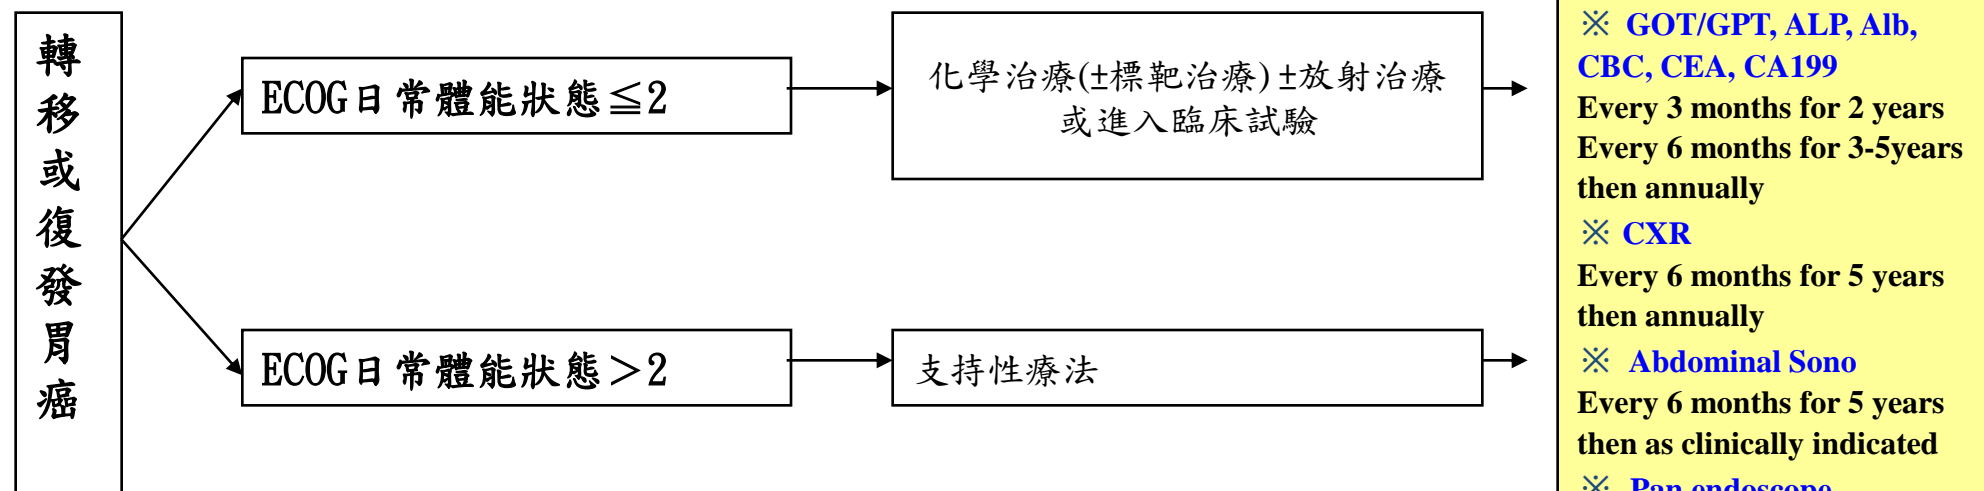 轉移或復發胃癌
ECOG日常體能狀態≦2
化學治療(±標靶治療)±放射治療
或進入臨床試驗
ECOG日常體能狀態＞2
支持性療法
※ GOT/GPT, ALP, Alb,
CBC, CEA, CA199
Every 3 months for 2 years
Every 6 months for 3-5years
then annually
※ CXR
Every 6 months for 5 years
then annually
※ Abdominal Sono
Every 6 months for 5 years
then as clinically indicated
※ Pan endoscope